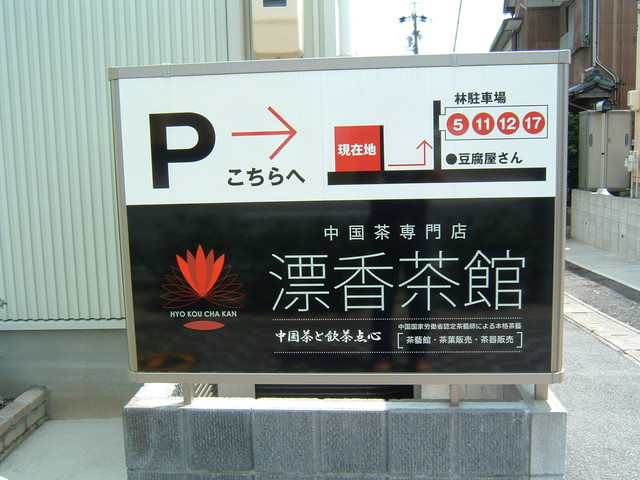 P
こちらへ
現在地
林駐車場
5 11 12 17
●豆腐屋さん
中国茶専門店
漂香茶館
HYO KOU CHA KAN
中国茶と飲茶点心
中国国家労働省認定茶藝師による本格茶藝
[茶藝館・茶葉販売・茶器販売]